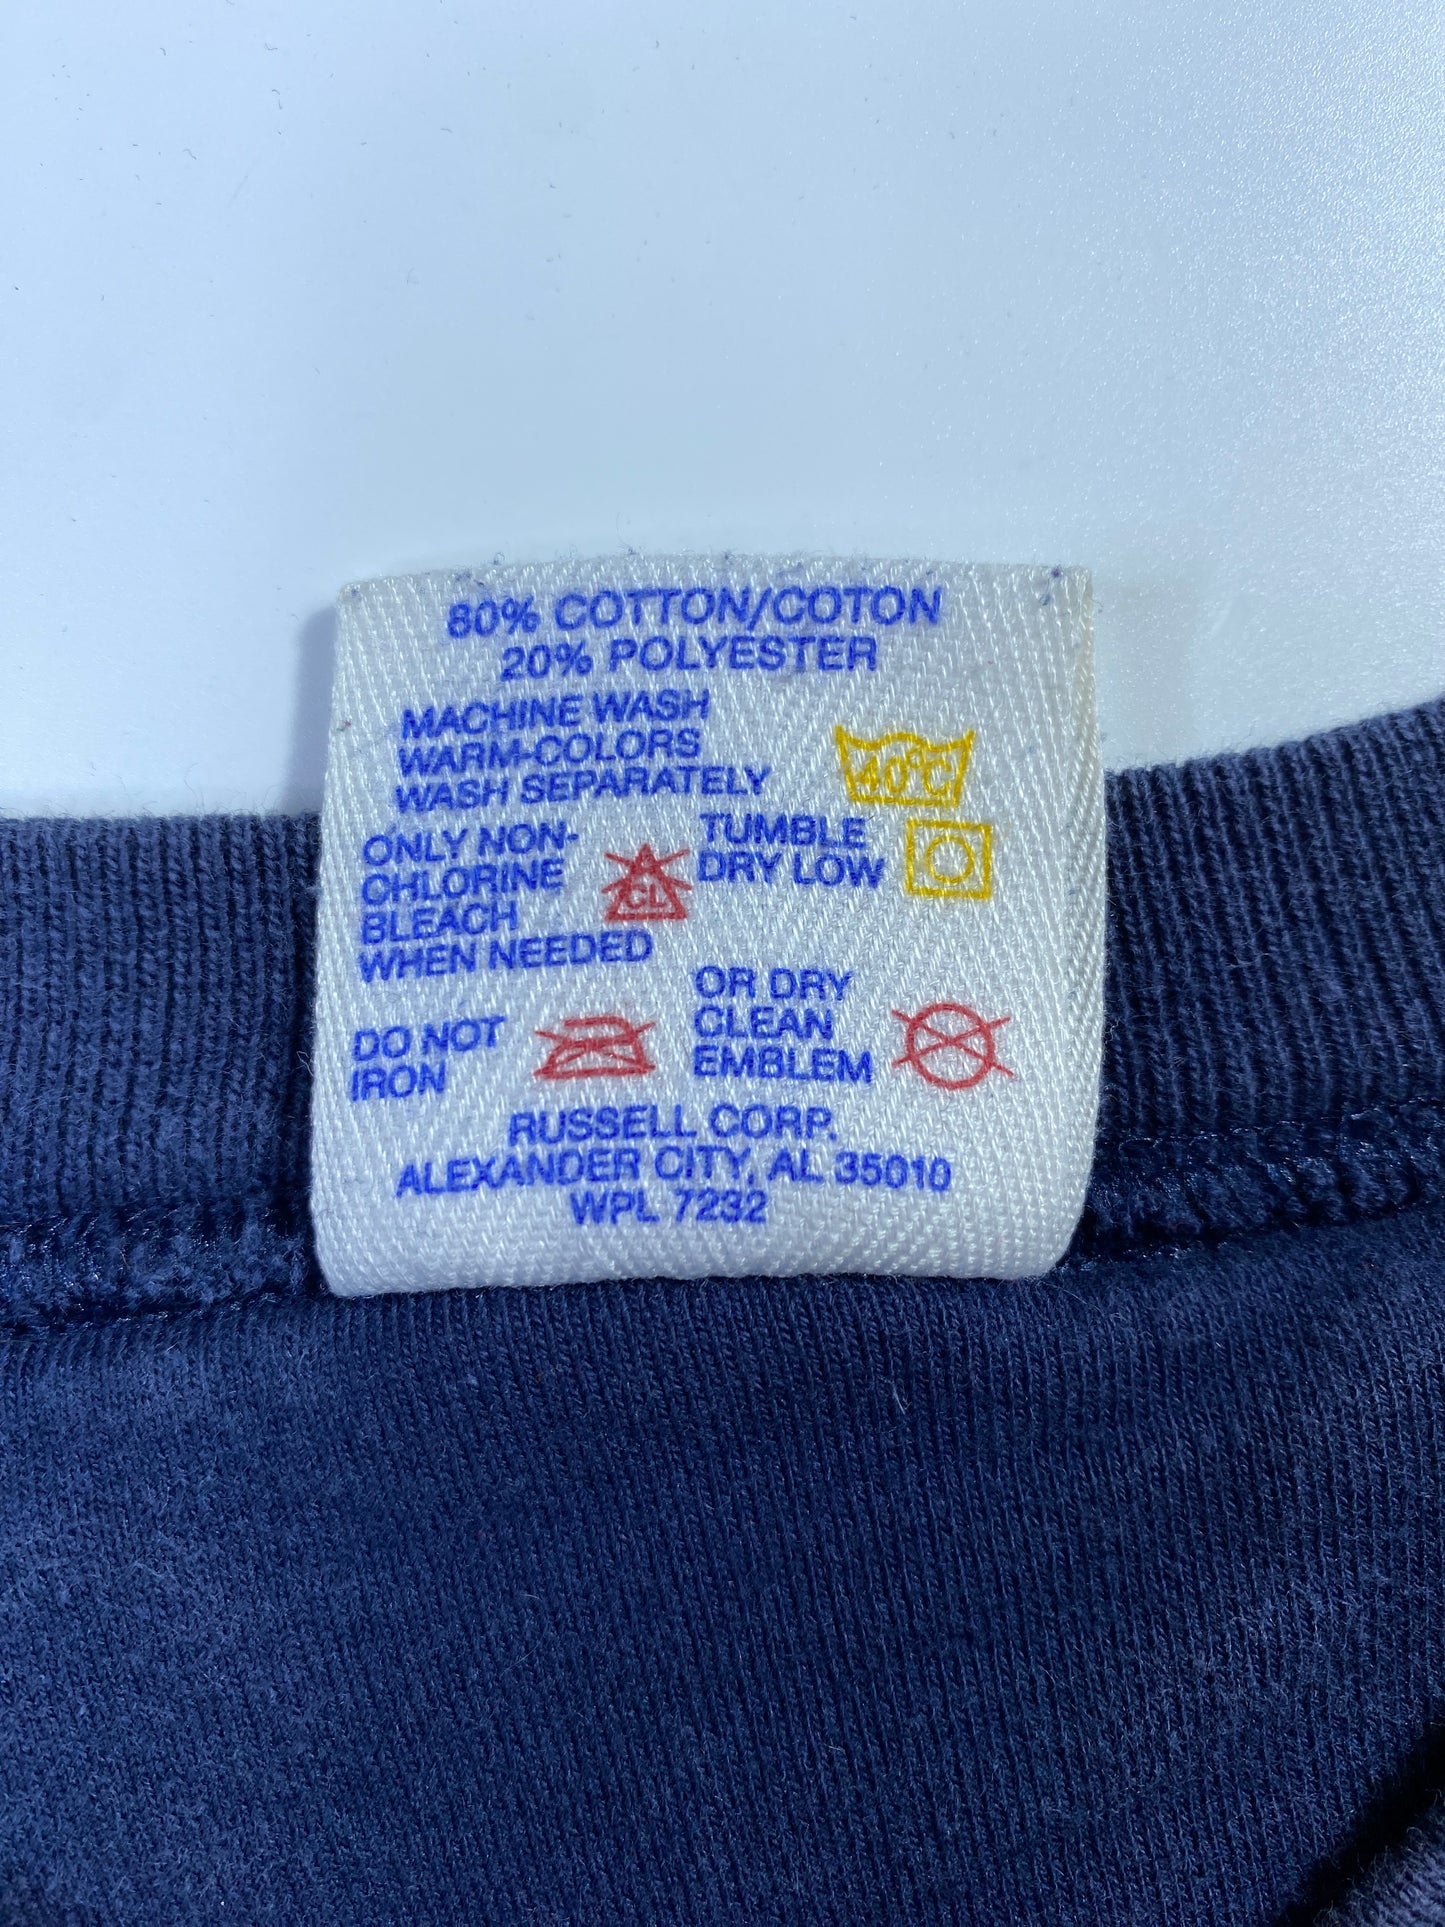 80% COTTON/COTON
20% POLYESTER
MACHINE WASH
WARM-COLORS
WASH SEPARATELY
40°C
ONLY NON-
CHLORINE
BLEACH
WHEN NEEDED
CL
TUMBLE
DRY LOW
DO NOT
IRON
OR DRY
CLEAN
EMBLEM
RUSSELL CORP.
ALEXANDER CITY, AL 35010
WPL 7232